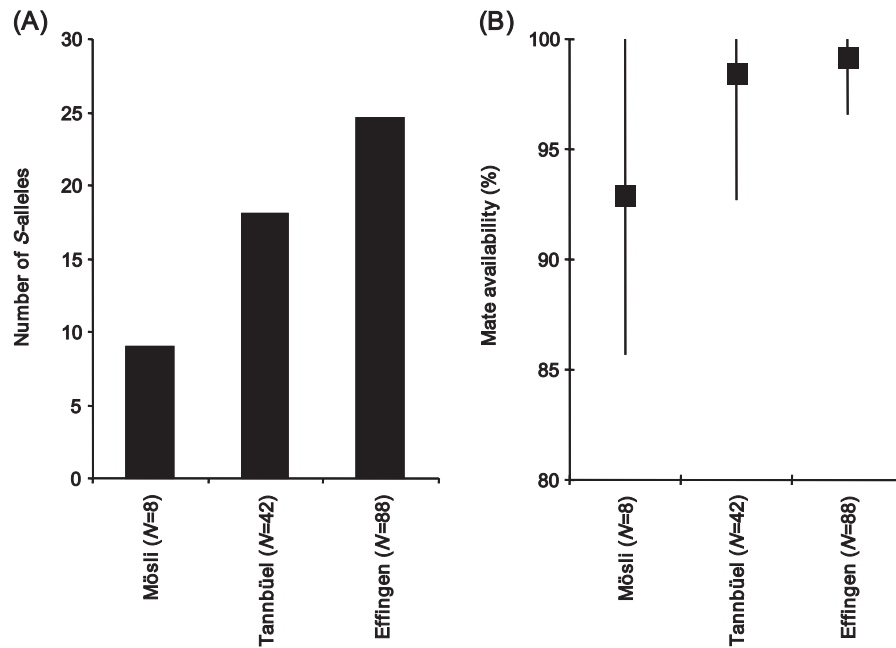 (A)
Number of S-alleles
30
25
20
15
10
5
0
Mösli (N=8)
Tannbüel (N=42)
Effingen (N=88)
(B)
Mate availability (%)
100
95
90
85
80
Mösli (N=8)
Tannbüel (N=42)
Effingen (N=88)